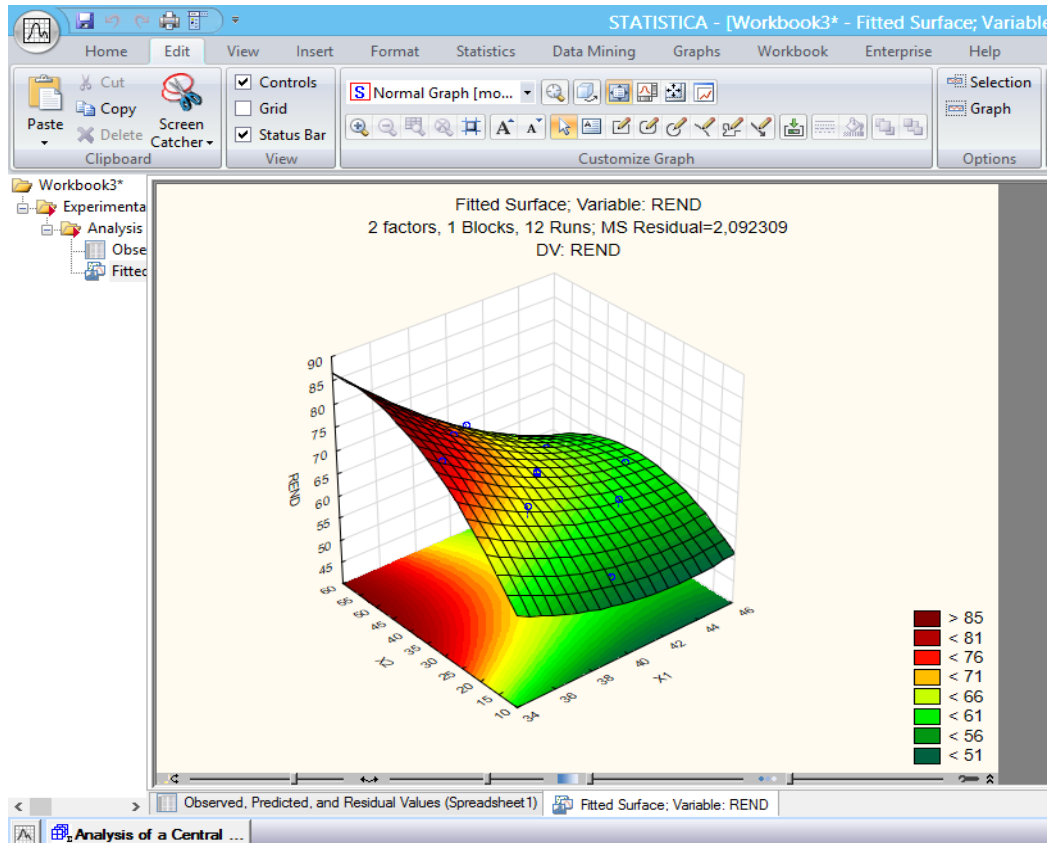 STATISTICA - [Workbook3* - Fitted Surface; Variable
Home Edit View Insert Format Statistics Data Mining Graphs Workbook Enterprise Help
Paste
Cut
Copy
Delete
Screen
Catcher
Clipboard
Controls
Grid
Status Bar
View
S Normal Graph [mo...
Customize Graph
Selection
Graph
Options
Workbook3*
Experimenta
Analysis
Obse
Fitted
Fitted Surface; Variable: REND
2 factors, 1 Blocks, 12 Runs; MS Residual=2,092309
DV: REND
90
85
80
75
70
65
60
55
50
45
REND
60
55
50
45
40
35
30
25
20
15
10
34
36
38
40
42
44
46
X1
> 85
< 81
< 76
< 71
< 66
< 61
< 56
< 51
Observed, Predicted, and Residual Values (Spreadsheet1)
Fitted Surface; Variable: REND
Analysis of a Central ...